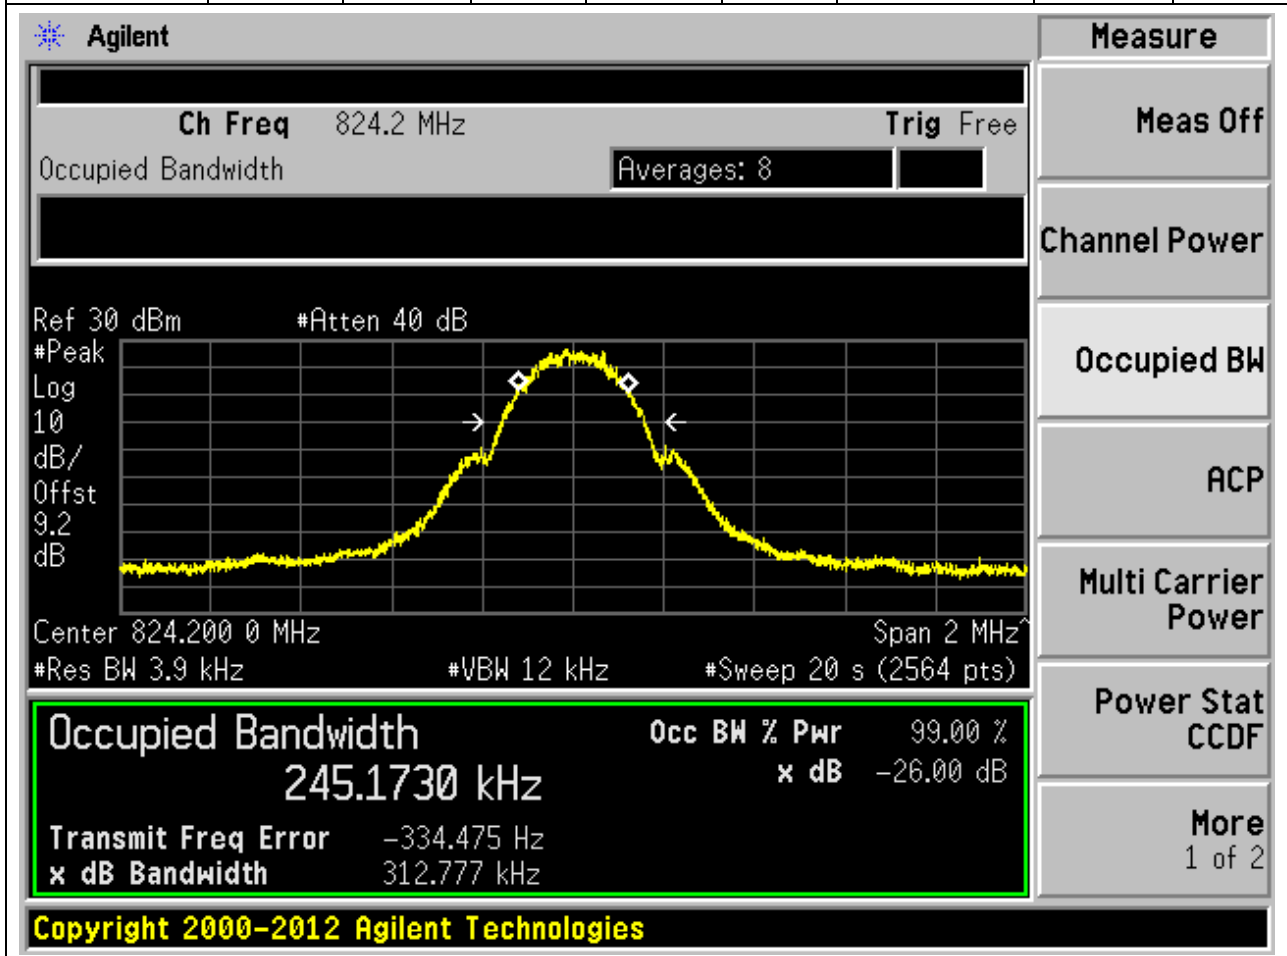 Agilent
Measure
Ch Freq 824.2 MHz Trig Free
Meas Off
Occupied Bandwidth Averages: 8
Channel Power
Ref 30 dBm #Atten 40 dB
#Peak
Log
10
dB/
Offst
9.2
dB
Occupied BW
ACP
Multi Carrier
Power
Center 824.200 0 MHz Span 2 MHz^
#Res BW 3.9 kHz #VBW 12 kHz #Sweep 20 s (2564 pts)
Power Stat
CCDF
Occupied Bandwidth Occ BW % Pwr 99.00 %
245.1730 kHz x dB -26.00 dB
Transmit Freq Error -334.475 Hz
x dB Bandwidth 312.777 kHz
More
1 of 2
Copyright 2000-2012 Agilent Technologies